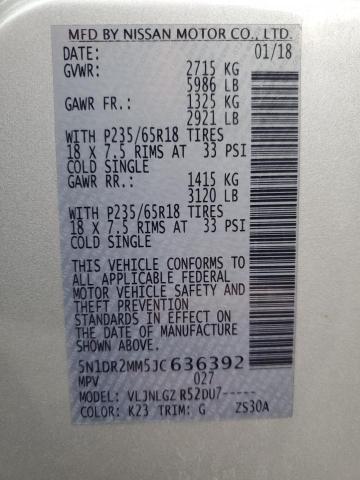 MFD BY NISSAN MOTOR CO., LTD.
DATE: 01/18
GVWR: 2715 KG
5986 LB
GAWR FR.: 1325 KG
2921 LB
WITH P235/65R18 TIRES
18 X 7.5 RIMS AT 33 PSI
COLD SINGLE
GAWR RR.: 1415 KG
3120 LB
WITH P235/65R18 TIRES
18 X 7.5 RIMS AT 33 PSI
COLD SINGLE
THIS VEHICLE CONFORMS TO
ALL APPLICABLE FEDERAL
MOTOR VEHICLE SAFETY AND
THEFT PREVENTION
STANDARDS IN EFFECT ON
THE DATE OF MANUFACTURE
SHOWN ABOVE.
5N1DR2MM5JC636392
MPV 027
MODEL: VLJNLGZ R52DU7-----
COLOR: K23 TRIM: G ZS30A